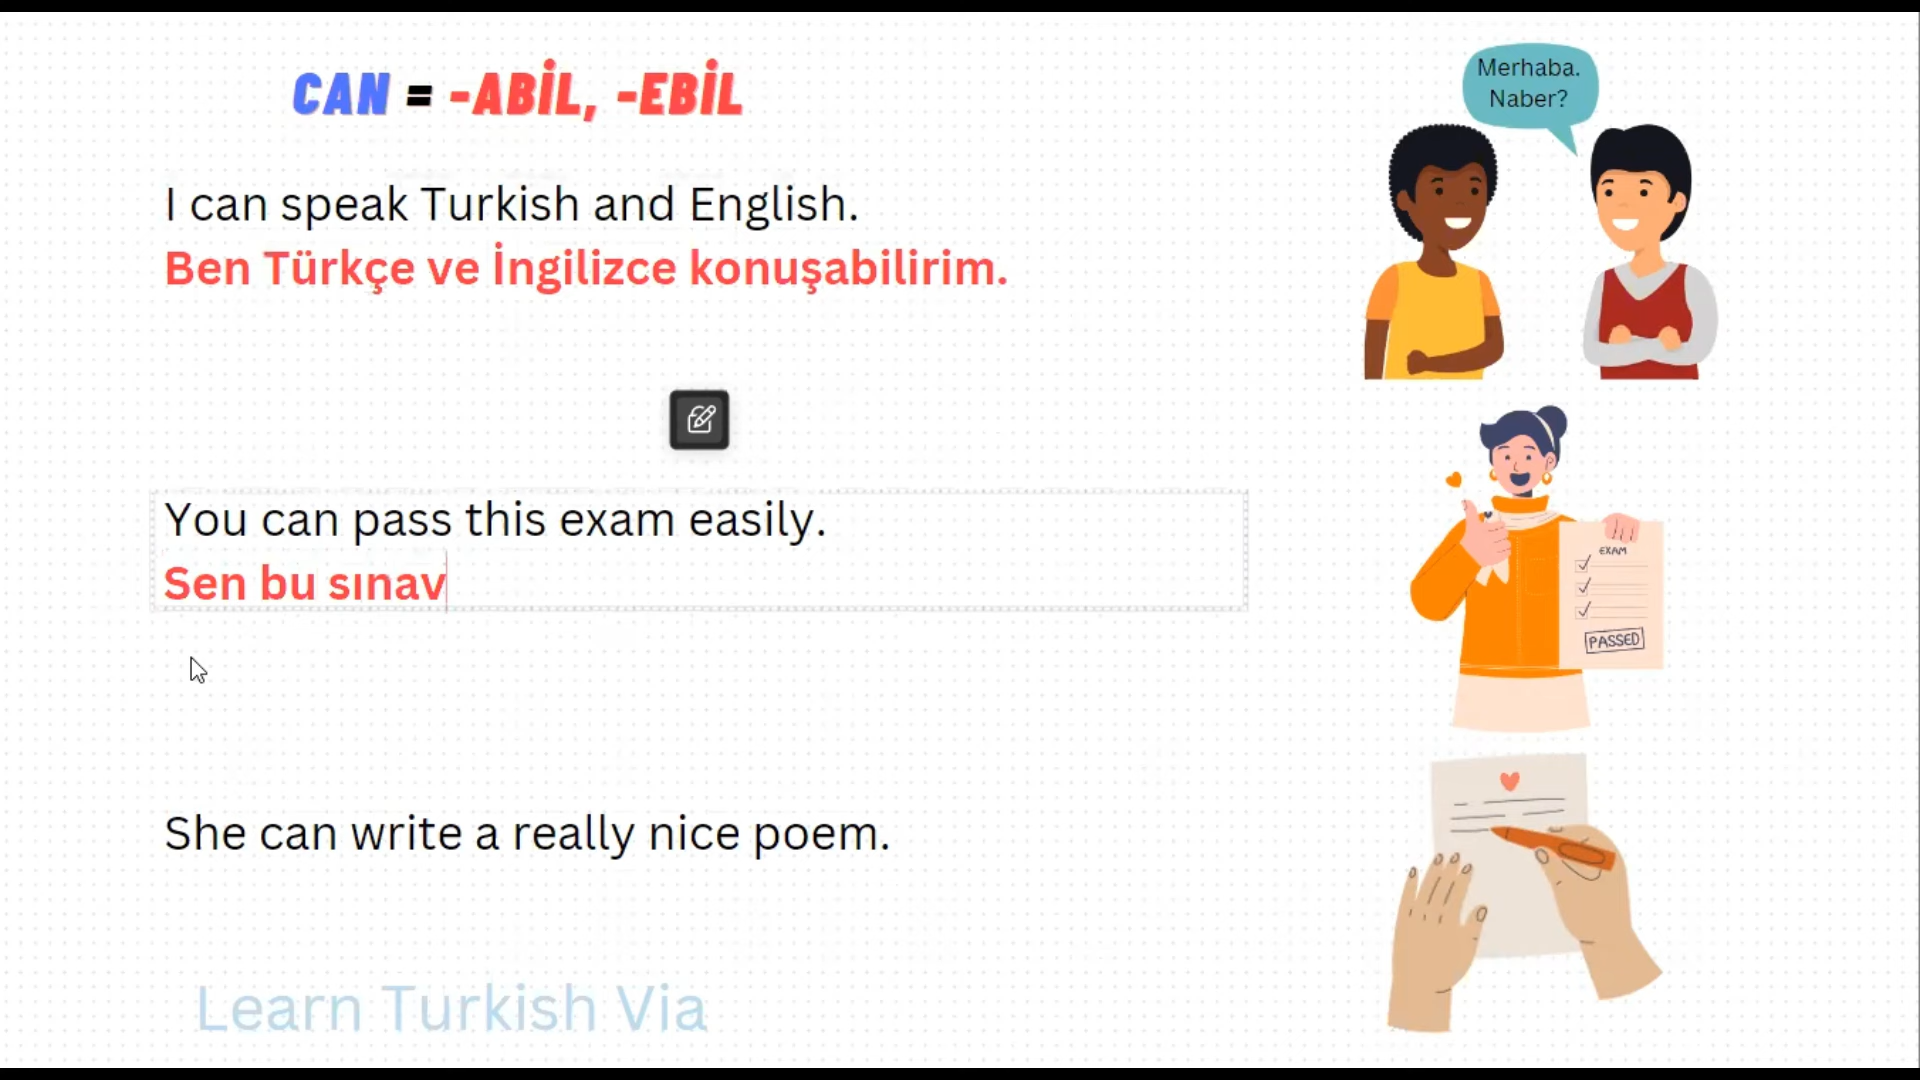 CAN = -ABİL, -EBİL
Merhaba.
Naber?
I can speak Turkish and English.
Ben Türkçe ve İngilizce konuşabilirim.
You can pass this exam easily.
Sen bu sınav
EXAM
PASSED
She can write a really nice poem.
Learn Turkish Via